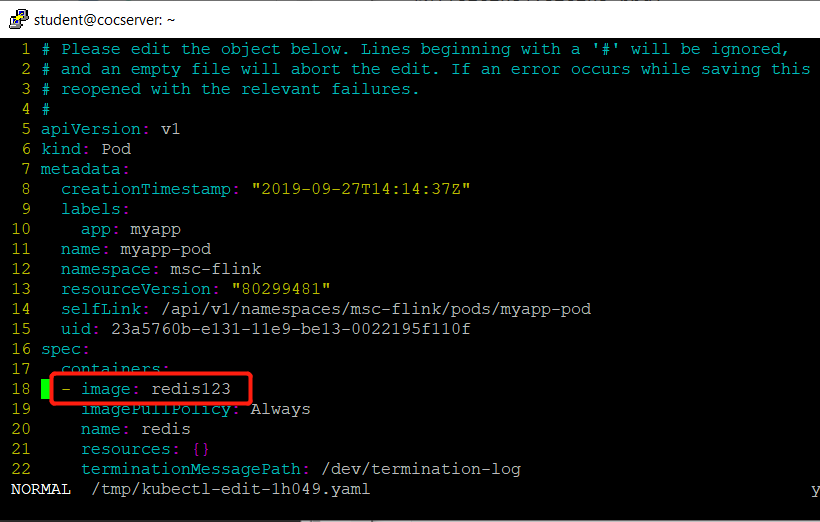 student@cocserver: ~
1 # Please edit the object below. Lines beginning with a '#' will be ignored,
2 # and an empty file will abort the edit. If an error occurs while saving this
3 # reopened with the relevant failures.
4 #
5 apiVersion: v1
6 kind: Pod
7 metadata:
8   creationTimestamp: "2019-09-27T14:14:37Z"
9   labels:
10     app: myapp
11   name: myapp-pod
12   namespace: msc-flink
13   resourceVersion: "80299481"
14   selfLink: /api/v1/namespaces/msc-flink/pods/myapp-pod
15   uid: 23a5760b-e131-11e9-be13-0022195f110f
16 spec:
17   containers:
18   - image: redis123
19     imagePullPolicy: Always
20     name: redis
21     resources: {}
22     terminationMessagePath: /dev/termination-log
NORMAL  /tmp/kubectl-edit-1h049.yaml y